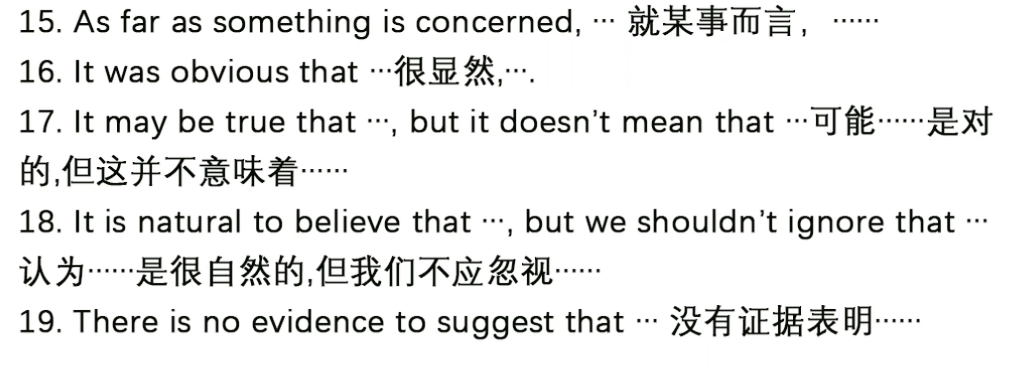 15. As far as something is concerned, ··· 就某事而言，······
16. It was obvious that ···很显然,···.
17. It may be true that ···, but it doesn’t mean that ···可能······是对
的,但这并不意味着······
18. It is natural to believe that ···, but we shouldn’t ignore that ···
认为······是很自然的,但我们不应忽视······
19. There is no evidence to suggest that ··· 没有证据表明······